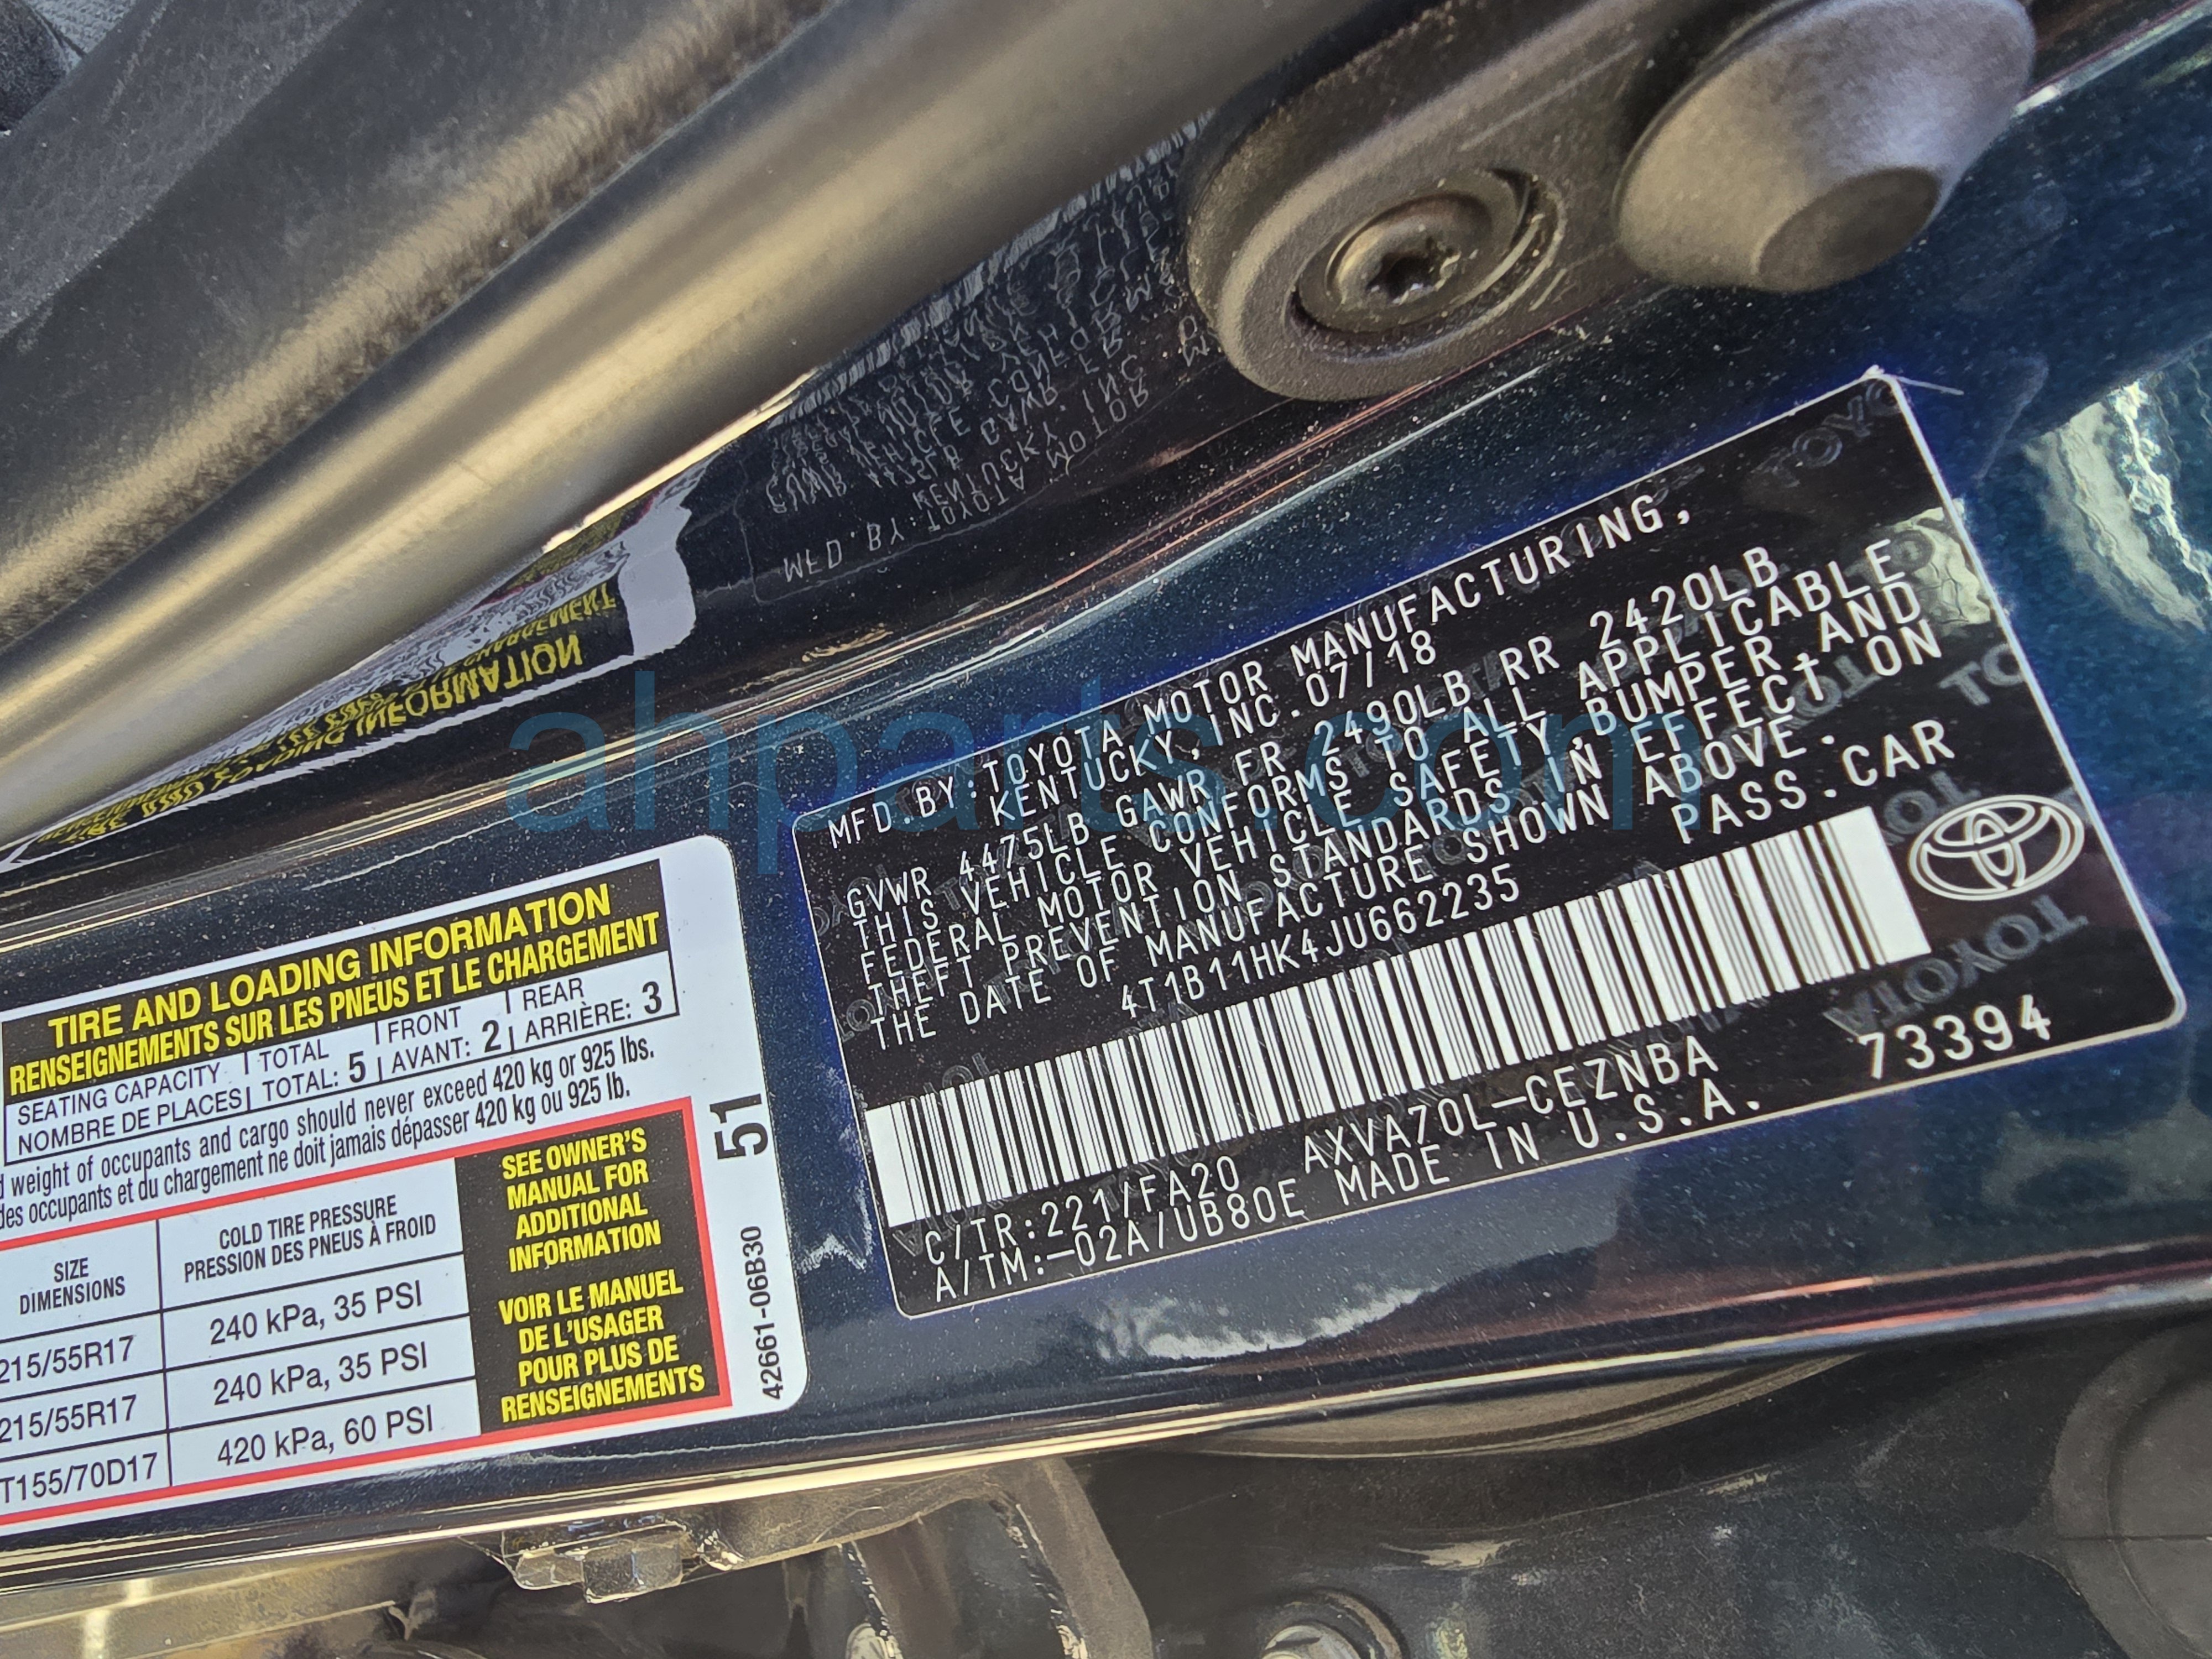 MFD.BY:TOYOTA MOTOR MANUFACTURING,
KENTUCKY,INC.07/18
GVWR 4475LB GAWR FR 2490LB RR 2420LB
THIS VEHICLE CONFORMS TO ALL APPLICABLE
FEDERAL MOTOR VEHICLE SAFETY,BUMPER,AND
THEFT PREVENTION STANDARDS IN EFFECT ON
THE DATE OF MANUFACTURE SHOWN ABOVE.
4T1B11HK4JU662235
PASS.CAR
73394
C/TR:221/FA20 AXVA70L-CEZNBA
A/TM:-02A/UB80E MADE IN U.S.A.
TIRE AND LOADING INFORMATION
RENSEIGNEMENTS SUR LES PNEUS ET LE CHARGEMENT
SEATING CAPACITY TOTAL FRONT REAR
NOMBRE DE PLACES TOTAL: 5 AVANT: 2 ARRIÈRE: 3
weight of occupants and cargo should never exceed 420 kg or 925 lbs.
des occupants et du chargement ne doit jamais dépasser 420 kg ou 925 lb.
SIZE
DIMENSIONS
COLD TIRE PRESSURE
PRESSION DES PNEUS À FROID
215/55R17 240 kPa, 35 PSI
215/55R17 240 kPa, 35 PSI
T155/70D17 420 kPa, 60 PSI
SEE OWNER'S
MANUAL FOR
ADDITIONAL
INFORMATION
VOIR LE MANUEL
DE L'USAGER
POUR PLUS DE
RENSEIGNEMENTS
51
42661-06B30
ahparts.com